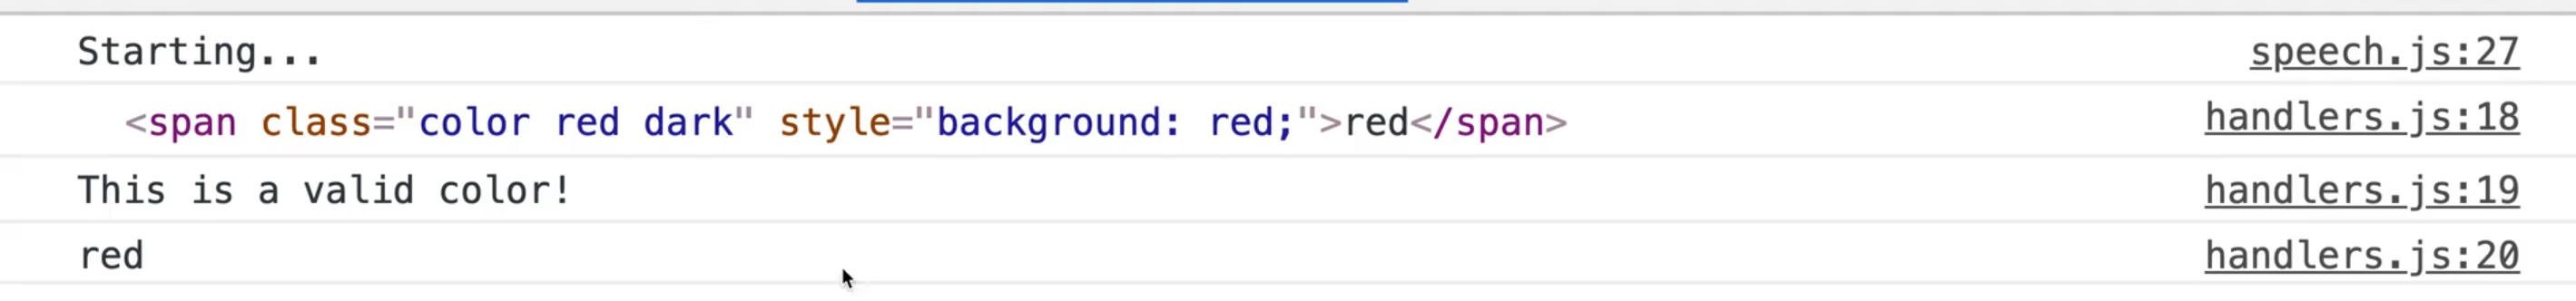 Starting... speech.js:27
<span class="color red dark" style="background: red;">red</span> handlers.js:18
This is a valid color! handlers.js:19
red handlers.js:20